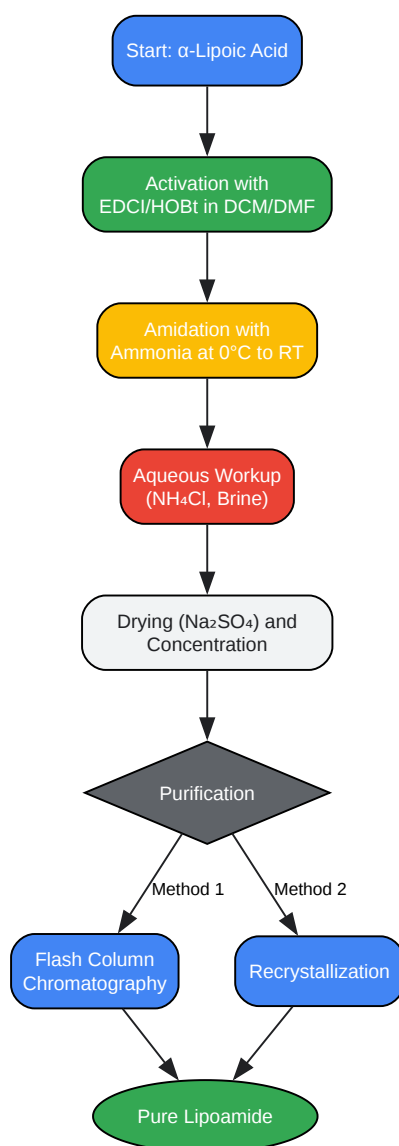 Start: α-Lipoic Acid
Activation with
EDCI/HOBt in DCM/DMF
Amidation with
Ammonia at 0°C to RT
Aqueous Workup
(NH₄Cl, Brine)
Drying (Na₂SO₄) and
Concentration
Purification
Method 1
Method 2
Flash Column
Chromatography
Recrystallization
Pure Lipoamide